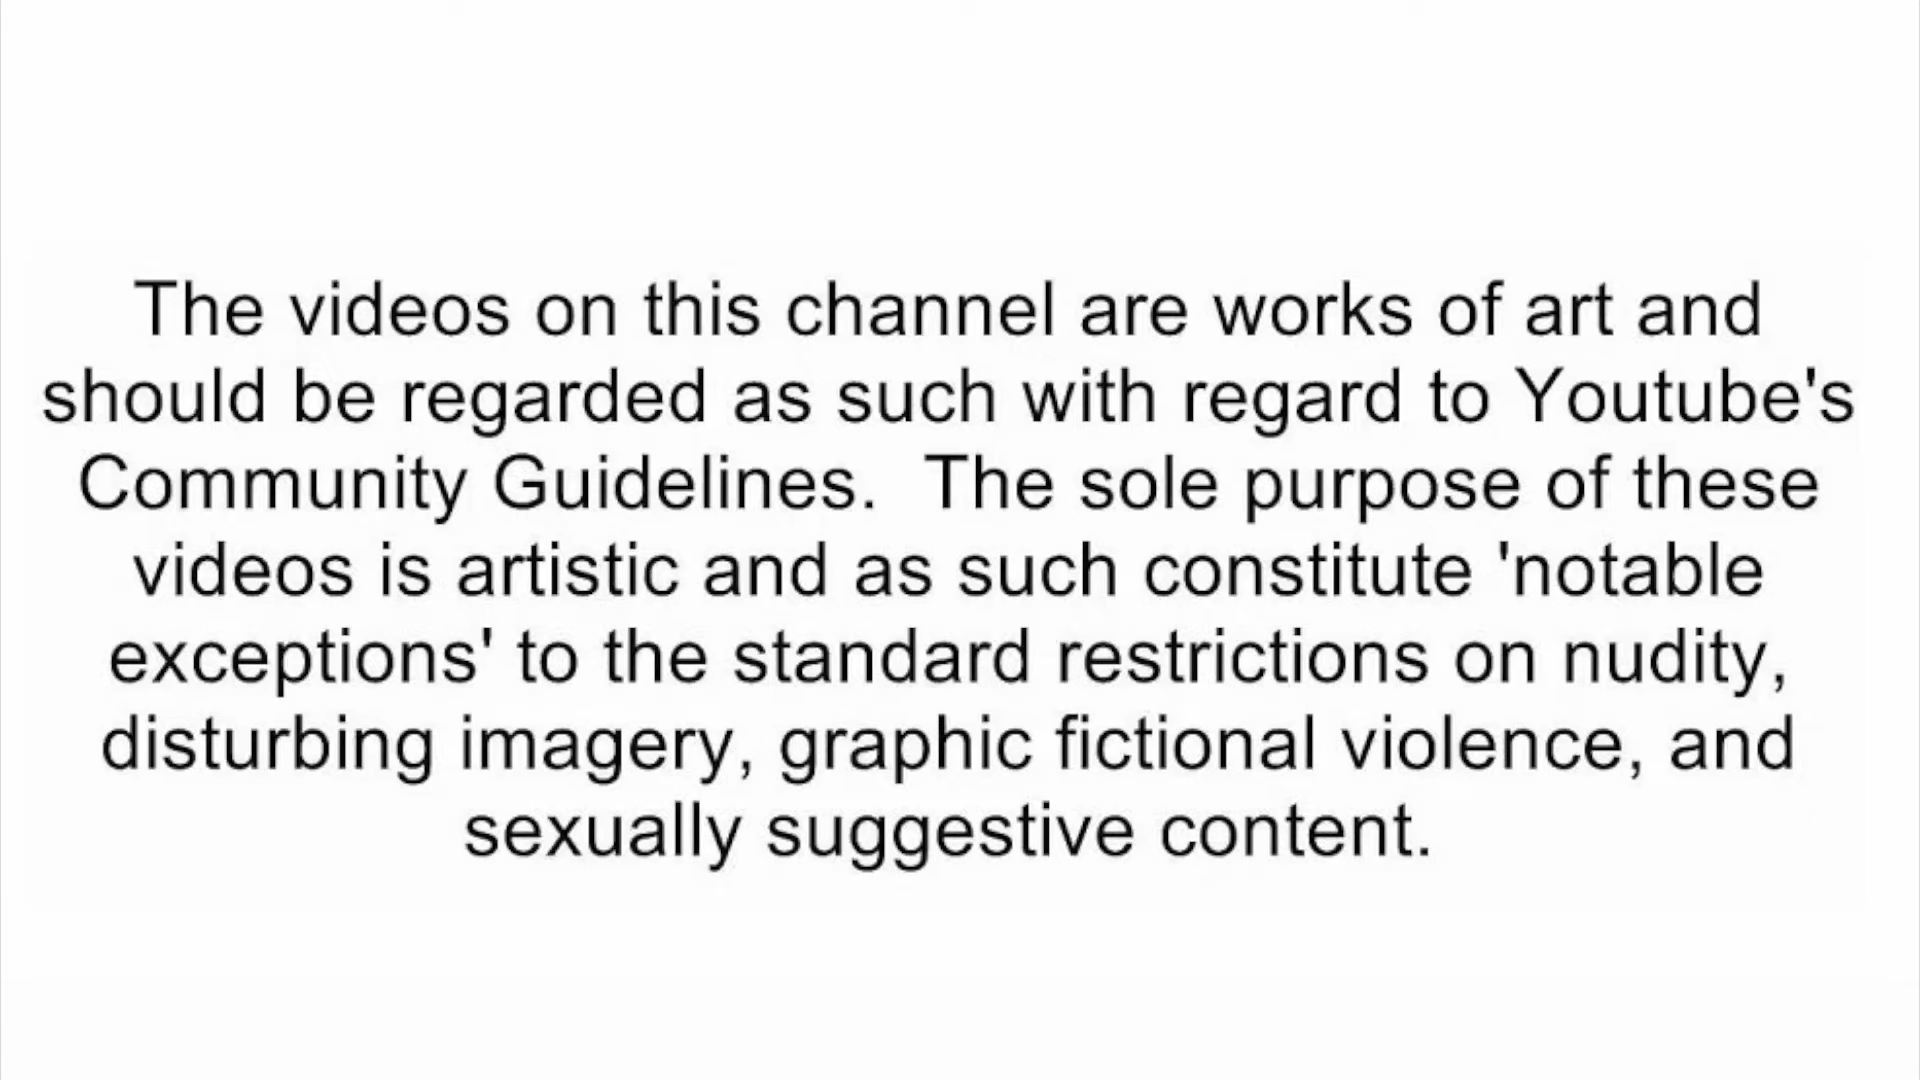 The videos on this channel are works of art and
should be regarded as such with regard to Youtube's
Community Guidelines.  The sole purpose of these
videos is artistic and as such constitute 'notable
exceptions' to the standard restrictions on nudity,
disturbing imagery, graphic fictional violence, and
sexually suggestive content.